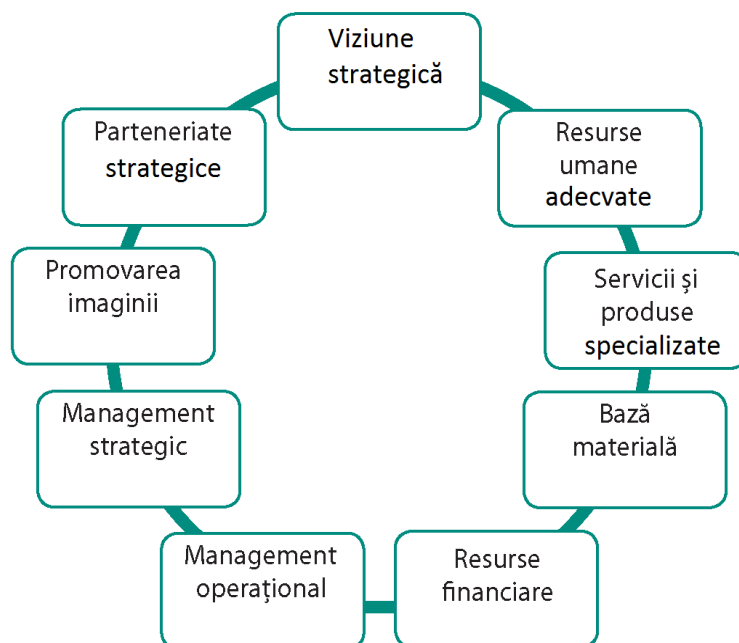 Viziune
strategică
Resurse
umane
adecvate
Servicii și
produse
specializate
Bază
materială
Resurse
financiare
Management
operaţional
Management
strategic
Promovarea
imaginii
Parteneriate
strategice